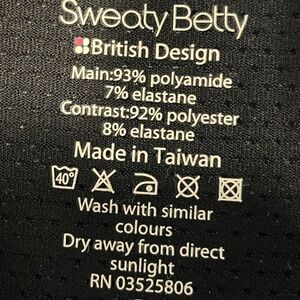 Sweaty Betty
British Design
Main:93% polyamide
7% elastane
Contrast:92% polyester
8% elastane
Made in Taiwan
40°
Wash with similar
colours
Dry away from direct
sunlight
RN 03525806